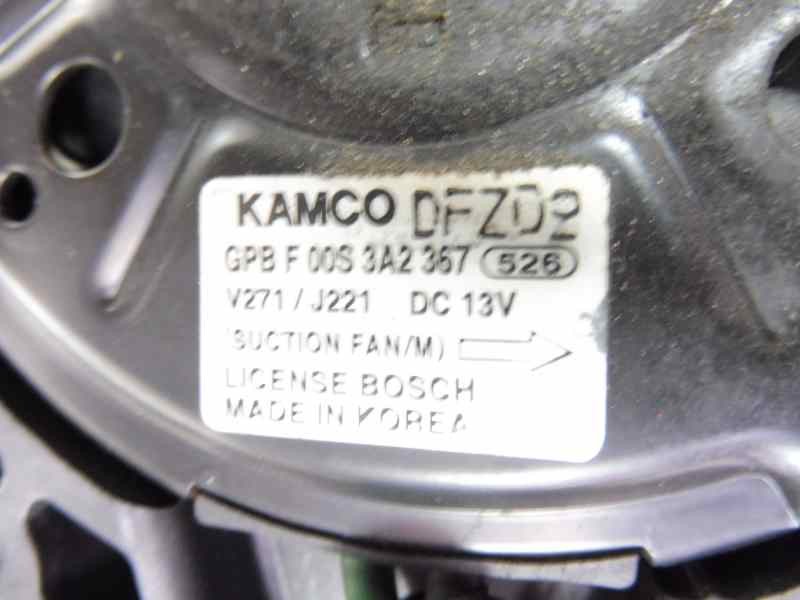 KAMCO DFZD2
GPB F 00S 3A2 367 526
V271 / J221 DC 13V
(SUCTION FAN/M)
LICENSE BOSCH
MADE IN KOREA